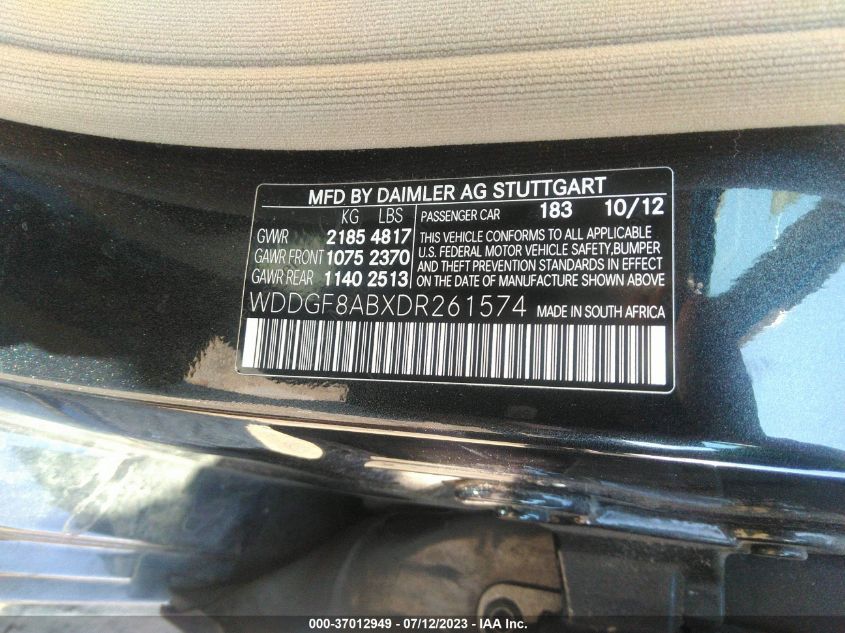 MFD BY DAIMLER AG STUTTGART
KG LBS
GWR 2185 4817
GAWR FRONT 1075 2370
GAWR REAR 1140 2513
PASSENGER CAR 183 10/12
THIS VEHICLE CONFORMS TO ALL APPLICABLE
U.S. FEDERAL MOTOR VEHICLE SAFETY,BUMPER
AND THEFT PREVENTION STANDARDS IN EFFECT
ON THE DATE OF MANUFACTURE SHOWN ABOVE
WDDGF8ABXDR261574 MADE IN SOUTH AFRICA
000-37012949 - 07/12/2023 - IAA Inc.